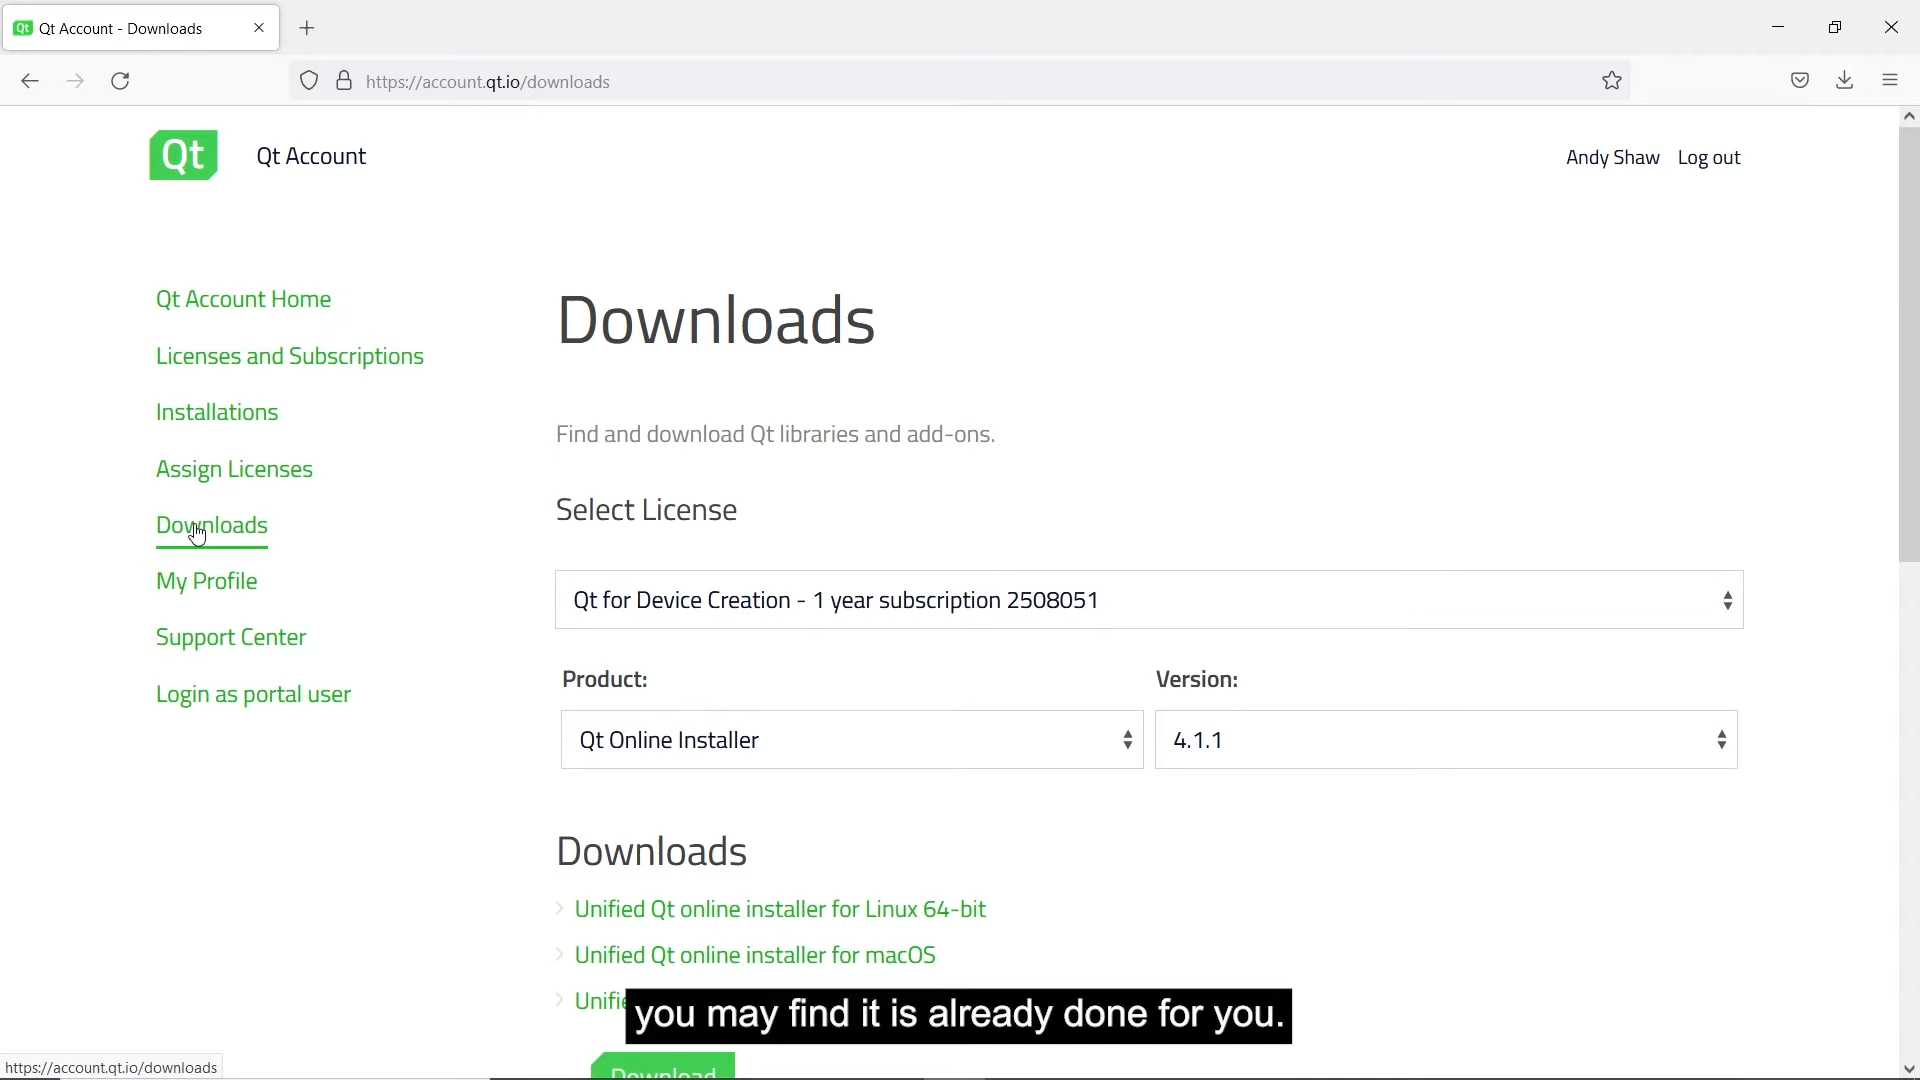 Qt Account - Downloads
https://account.qt.io/downloads
Qt
Qt Account
Andy Shaw
Log out
Qt Account Home
Licenses and Subscriptions
Installations
Assign Licenses
Downloads
My Profile
Support Center
Login as portal user
Downloads
Find and download Qt libraries and add-ons.
Select License
Qt for Device Creation - 1 year subscription 2508051
Product:
Version:
Qt Online Installer
4.1.1
Downloads
Unified Qt online installer for Linux 64-bit
Unified Qt online installer for macOS
you may find it is already done for you.
Download
https://account.qt.io/downloads